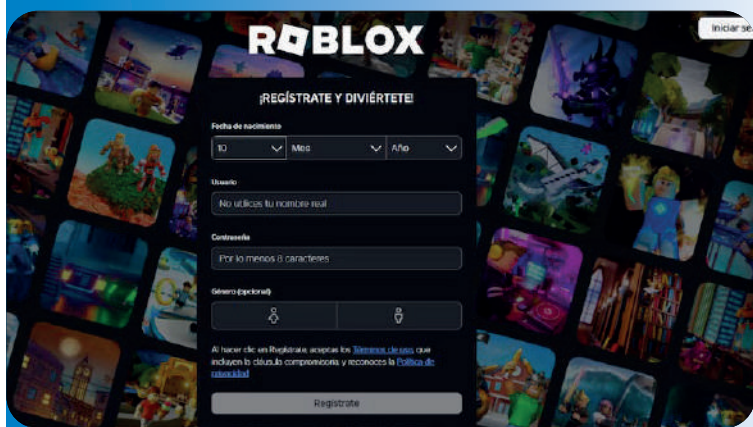 ROBLOX
Iniciar se
¡REGÍSTRATE Y DIVIÉRTETE!
Fecha de nacimiento
10 Mes Año
Usuario
No utilices tu nombre real
Contraseña
Por lo menos 8 caracteres
Género (opcional)
Al hacer clic en Regístrate, aceptas los Términos de uso, que
incluyen la cláusula compromisoria, y reconoces la Política de
privacidad
Regístrate